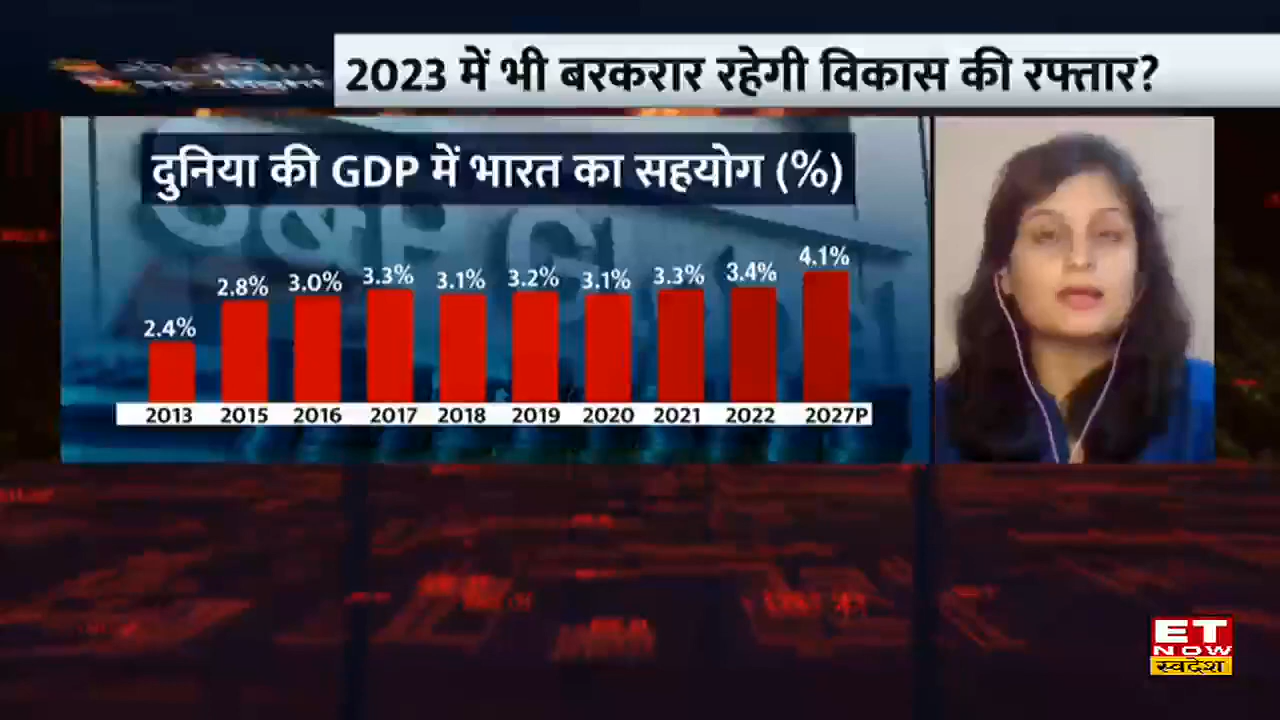 2023 में भी बरकरार रहेगी विकास की रफ्तार?
दुनिया की GDP में भारत का सहयोग (%)
2.4% 2.8% 3.0% 3.3% 3.1% 3.2% 3.1% 3.3% 3.4% 4.1%
2013 2015 2016 2017 2018 2019 2020 2021 2022 2027P
ET
NOW
स्वदेश